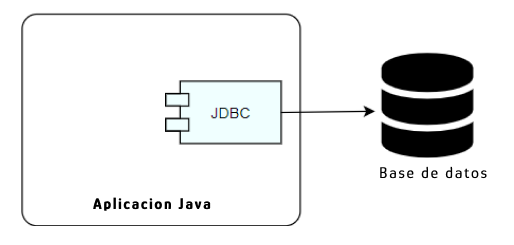 JDBC
Base de datos
Aplicacion Java